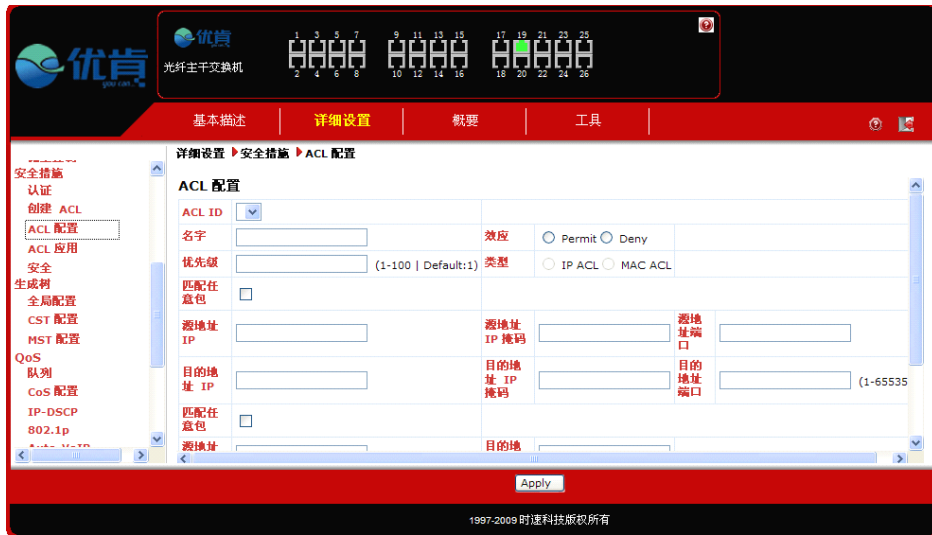 优肯
you can..
优肯
光纤主干交换机
1 3 5 7 9 11 13 15 17 19 21 23 25
2 4 6 8 10 12 14 16 18 20 22 24 26
基本描述 详细设置 概要 工具
详细设置 安全措施 ACL 配置
安全措施
认证
创建 ACL
ACL 配置
ACL 应用
安全
生成树
全局配置
CST 配置
MST 配置
QoS
队列
CoS 配置
IP-DSCP
802.1p
Auto VoIP
ACL 配置
ACL ID
名字 效应 Permit Deny
优先级 (1-100 | Default:1) 类型 IP ACL MAC ACL
匹配任意包
源地址 IP 源地址 IP 掩码 源地址端口
目的地址 IP 目的地址 IP 掩码 目的地址端口 (1-65535
匹配任意包
源地址 目的地
Apply
1997-2009 时速科技版权所有